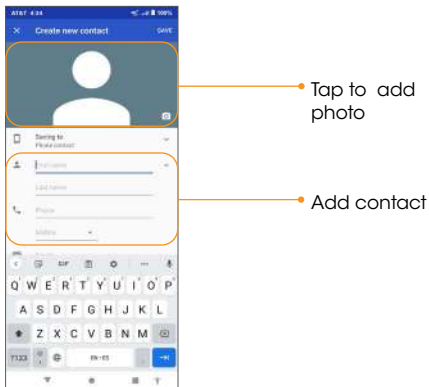 AT&T 4:24
100%
Create new contact
SAVE
Tap to add
photo
Saving to
Phone contact
First name
Last name
Add contact
Phone
Mobile
GIF
Q W E R T Y U I O P
A S D F G H J K L
Z X C V B N M
?123
EN • ES